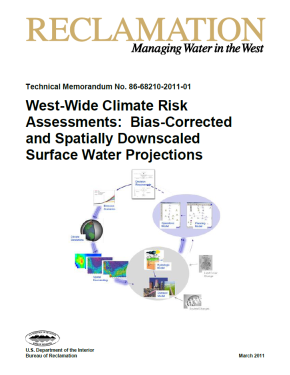 RECLAMATION
Managing Water in the West
Technical Memorandum No. 86-68210-2011-01
West-Wide Climate Risk
Assessments:  Bias-Corrected
and Spatially Downscaled
Surface Water Projections
U.S. Department of the Interior
Bureau of Reclamation
March 2011